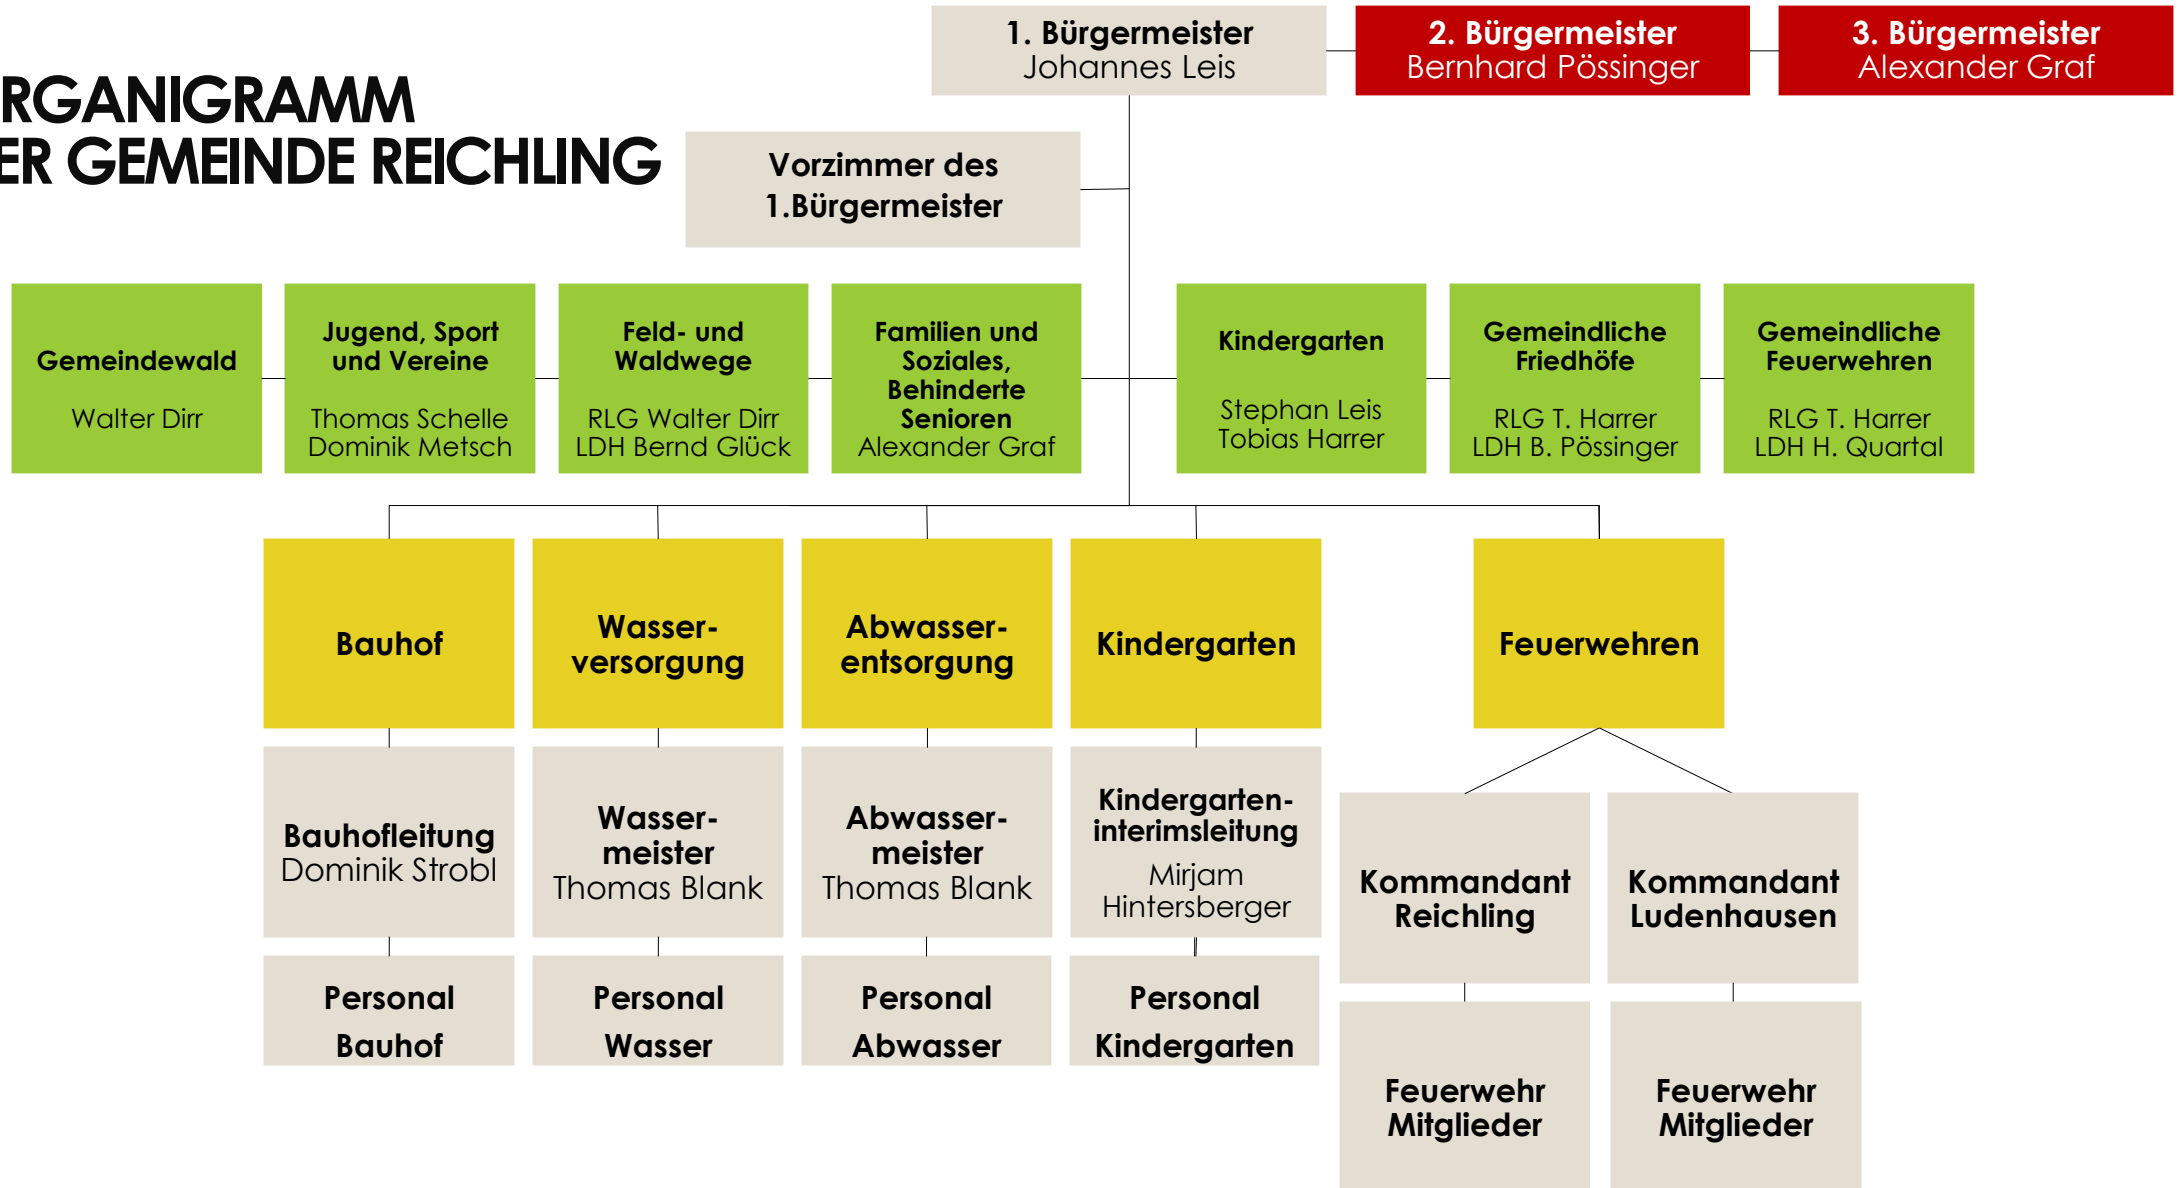 1. Bürgermeister
Johannes Leis
2. Bürgermeister
Bernhard Pössinger
3. Bürgermeister
Alexander Graf
RGANIGRAMM
ER GEMEINDE REICHLING
Vorzimmer des
1.Bürgermeister
Gemeindewald
Walter Dirr
Jugend, Sport
und Vereine
Thomas Schelle
Dominik Metsch
Feld- und
Waldwege
RLG Walter Dirr
LDH Bernd Glück
Familien und
Soziales,
Behinderte
Senioren
Alexander Graf
Kindergarten
Stephan Leis
Tobias Harrer
Gemeindliche
Friedhöfe
RLG T. Harrer
LDH B. Pössinger
Gemeindliche
Feuerwehren
RLG T. Harrer
LDH H. Quartal
Bauhof
Wasser-
versorgung
Abwasser-
entsorgung
Kindergarten
Feuerwehren
Bauhofleitung
Dominik Strobl
Wasser-
meister
Thomas Blank
Abwasser-
meister
Thomas Blank
Kindergarten-
interimsleitung
Mirjam
Hintersberger
Kommandant
Reichling
Kommandant
Ludenhausen
Personal
Bauhof
Personal
Wasser
Personal
Abwasser
Personal
Kindergarten
Feuerwehr
Mitglieder
Feuerwehr
Mitglieder